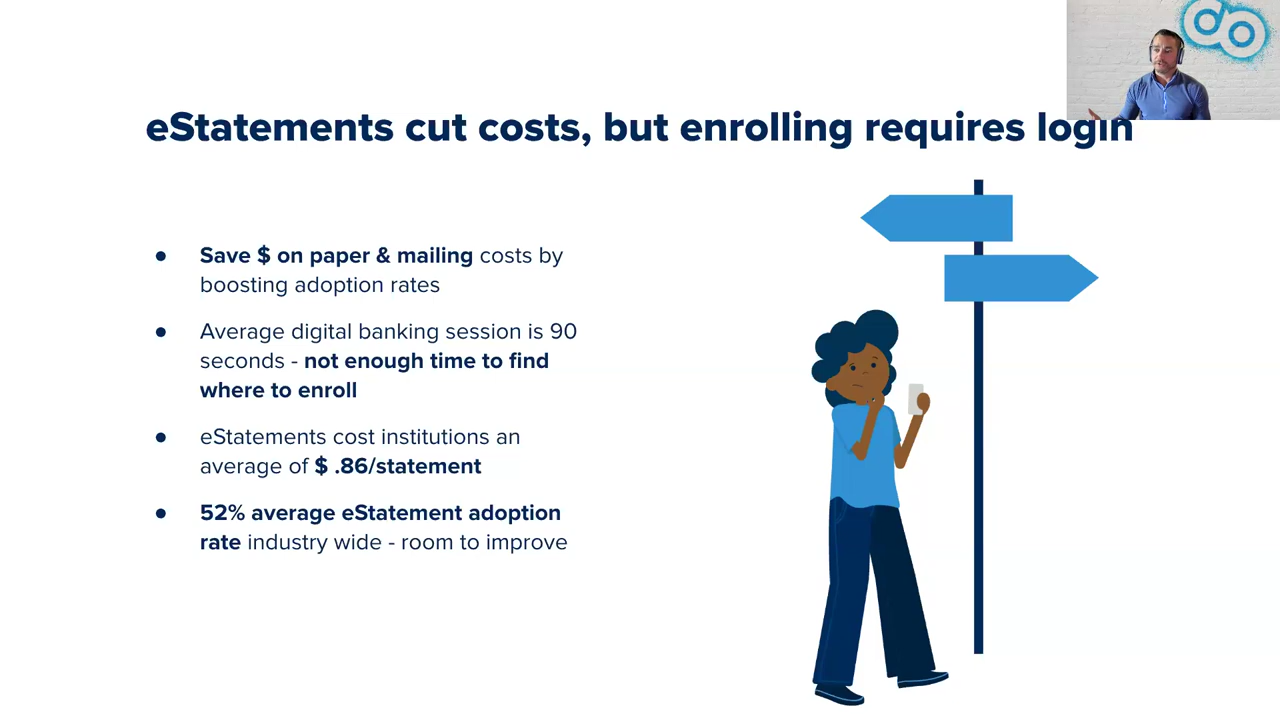 eStatements cut costs, but enrolling requires login
● Save $ on paper & mailing costs by
boosting adoption rates
● Average digital banking session is 90
seconds - not enough time to find
where to enroll
● eStatements cost institutions an
average of $ .86/statement
● 52% average eStatement adoption
rate industry wide - room to improve